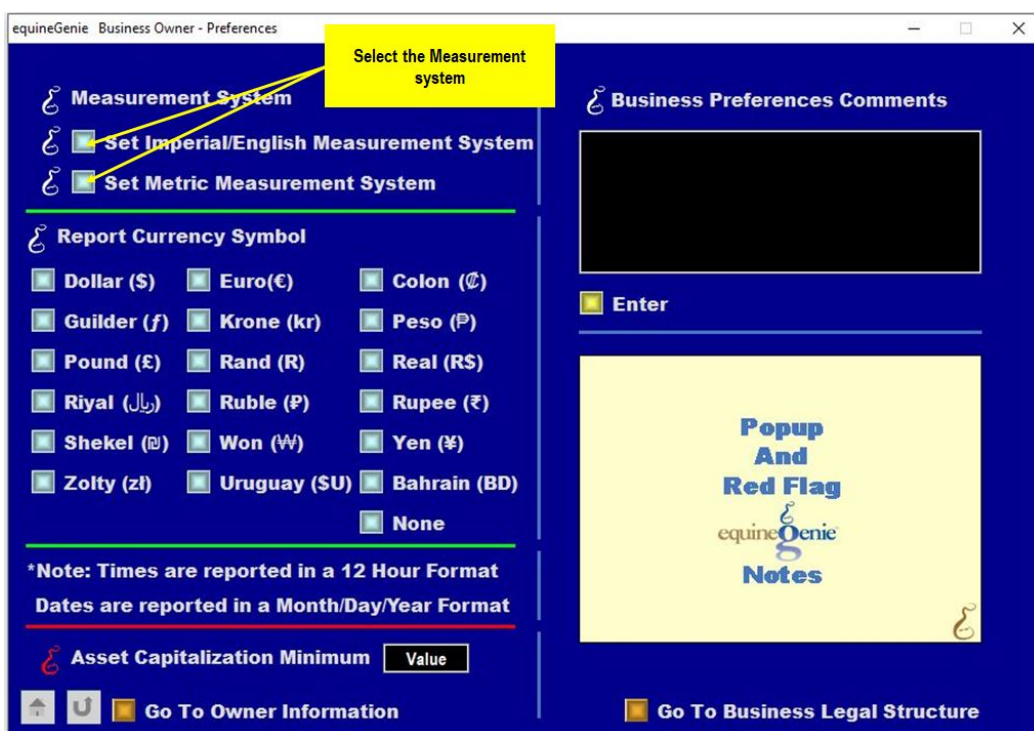 equineGenie Business Owner - Preferences
Select the Measurement
system
Measurement System
Set Imperial/English Measurement System
Set Metric Measurement System
Report Currency Symbol
Dollar ($) Euro(€) Colon (₡)
Guilder (ƒ) Krone (kr) Peso (₱)
Pound (£) Rand (R) Real (R$)
Riyal (ريال) Ruble (₽) Rupee (₹)
Shekel (₪) Won (₩) Yen (¥)
Zolty (zł) Uruguay ($U) Bahrain (BD)
None
*Note: Times are reported in a 12 Hour Format
Dates are reported in a Month/Day/Year Format
Asset Capitalization Minimum Value
Go To Owner Information
Business Preferences Comments
Enter
Popup
And
Red Flag
equineGenie
Notes
Go To Business Legal Structure